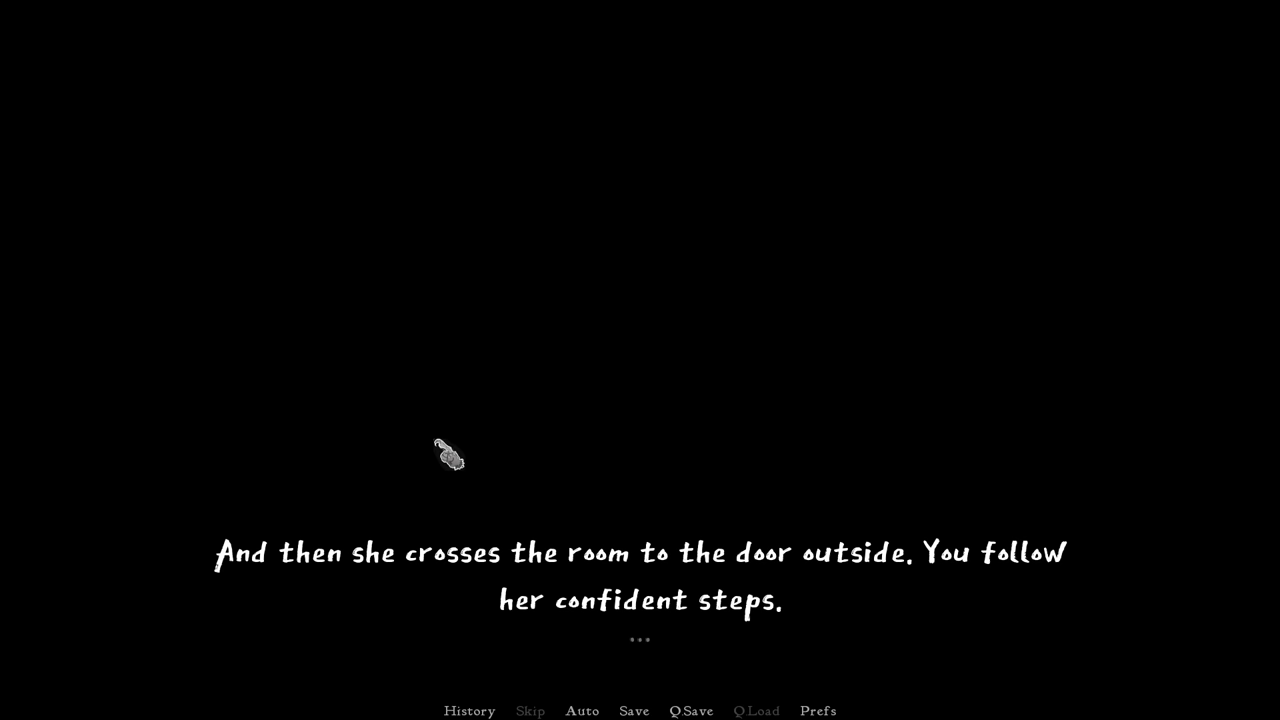 And then she crosses the room to the door outside. You follow
her confident steps.
...
History Skip Auto Save Q.Save Q.Load Prefs